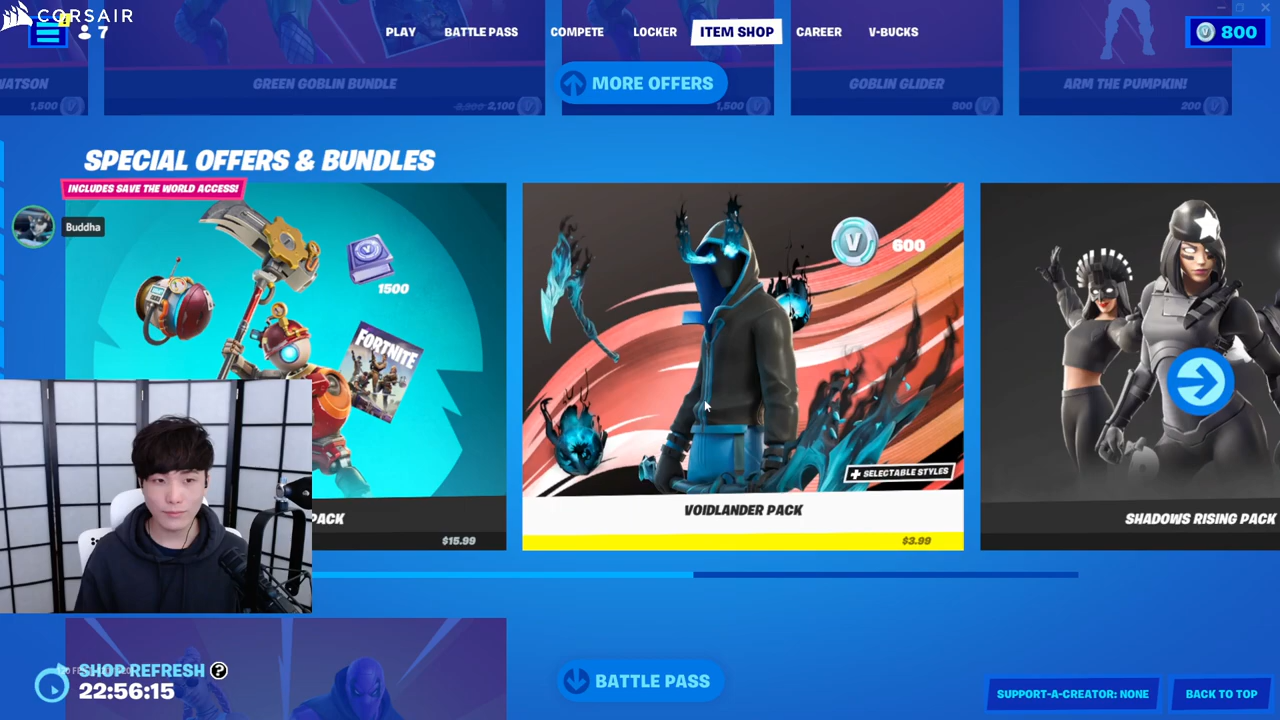 CORSAIR
7
PLAY
BATTLE PASS
COMPETE
LOCKER
ITEM SHOP
CAREER
V-BUCKS
800
WATSON
1,600
GREEN GOBLIN BUNDLE
2,100
MORE OFFERS
1,500
GOBLIN GLIDER
800
ARM THE PUMPKIN!
200
SPECIAL OFFERS & BUNDLES
INCLUDES SAVE THE WORLD ACCESS!
Buddha
1500
FORTNITE
PACK
$15.99
V
600
+ SELECTABLE STYLES
VOIDLANDER PACK
$3.99
SHADOWS RISING PACK
SHOP REFRESH ?
22:56:15
BATTLE PASS
SUPPORT-A-CREATOR: NONE
BACK TO TOP